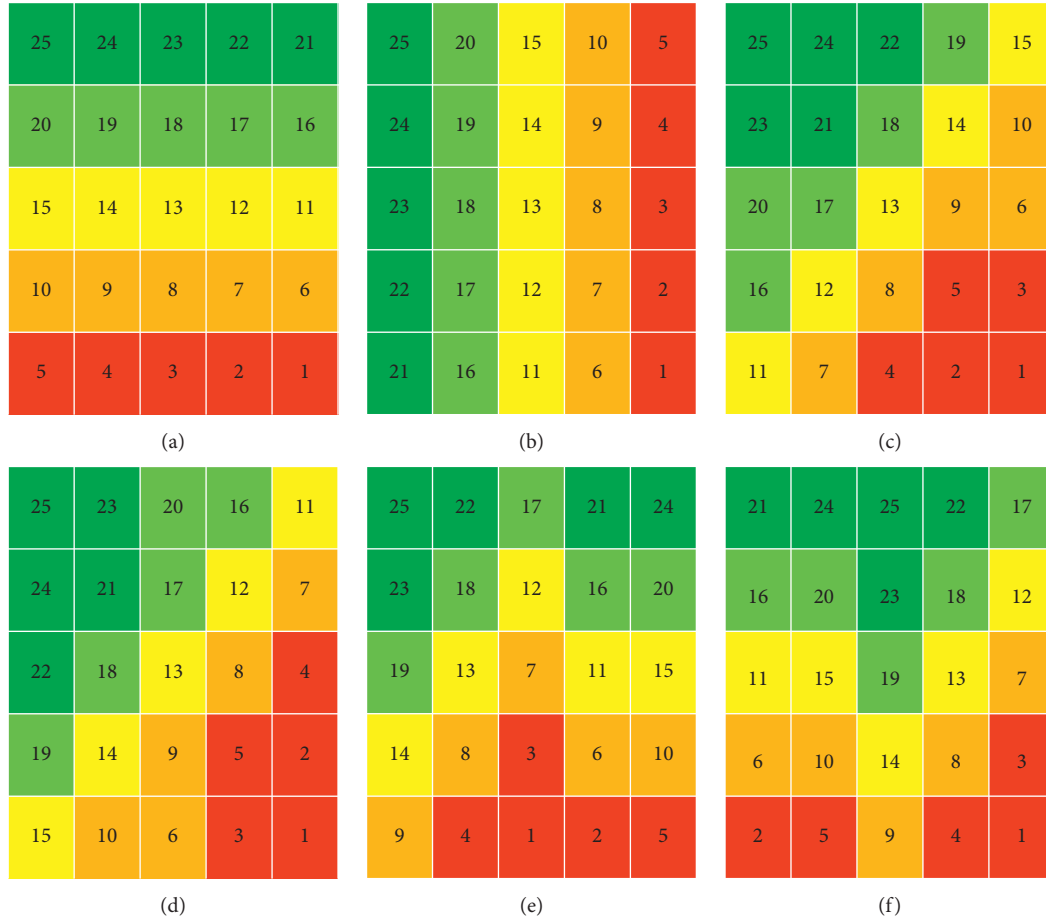 25 24 23 22 21
20 19 18 17 16
15 14 13 12 11
10 9 8 7 6
5 4 3 2 1
(a)
25 20 15 10 5
24 19 14 9 4
23 18 13 8 3
22 17 12 7 2
21 16 11 6 1
(b)
25 24 22 19 15
23 21 18 14 10
20 17 13 9 6
16 12 8 5 3
11 7 4 2 1
(c)
25 23 20 16 11
24 21 17 12 7
22 18 13 8 4
19 14 9 5 2
15 10 6 3 1
(d)
25 22 17 21 24
23 18 12 16 20
19 13 7 11 15
14 8 3 6 10
9 4 1 2 5
(e)
21 24 25 22 17
16 20 23 18 12
11 15 19 13 7
6 10 14 8 3
2 5 9 4 1
(f)